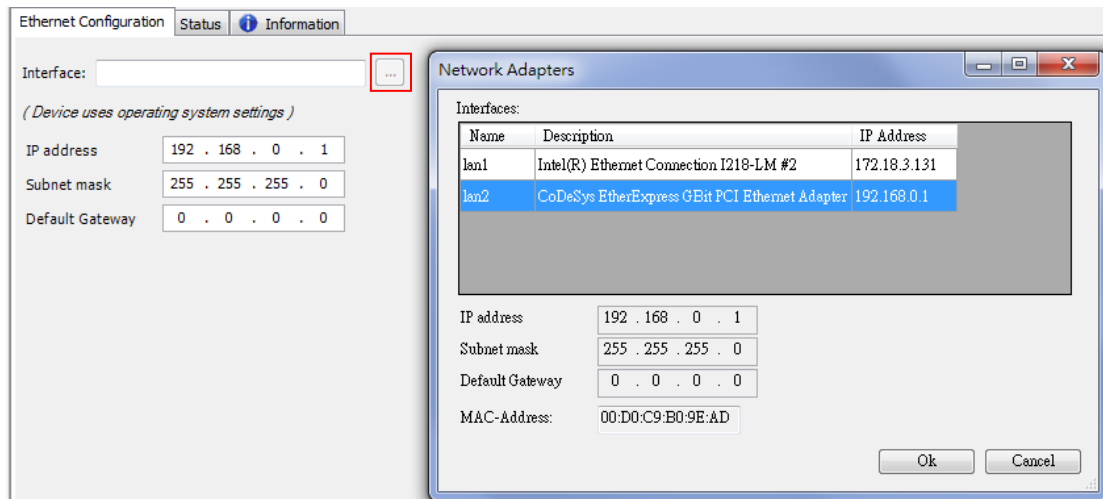 Ethernet Configuration Status Information
Interface: ...
( Device uses operating system settings )
IP address 192 . 168 . 0 . 1
Subnet mask 255 . 255 . 255 . 0
Default Gateway 0 . 0 . 0 . 0
Network Adapters
Interfaces:
Name Description IP Address
lan1 Intel(R) Ethernet Connection I218-LM #2 172.18.3.131
lan2 CoDeSys EtherExpress GBit PCI Ethernet Adapter 192.168.0.1
IP address 192 . 168 . 0 . 1
Subnet mask 255 . 255 . 255 . 0
Default Gateway 0 . 0 . 0 . 0
MAC-Address: 00:D0:C9:B0:9E:AD
Ok Cancel